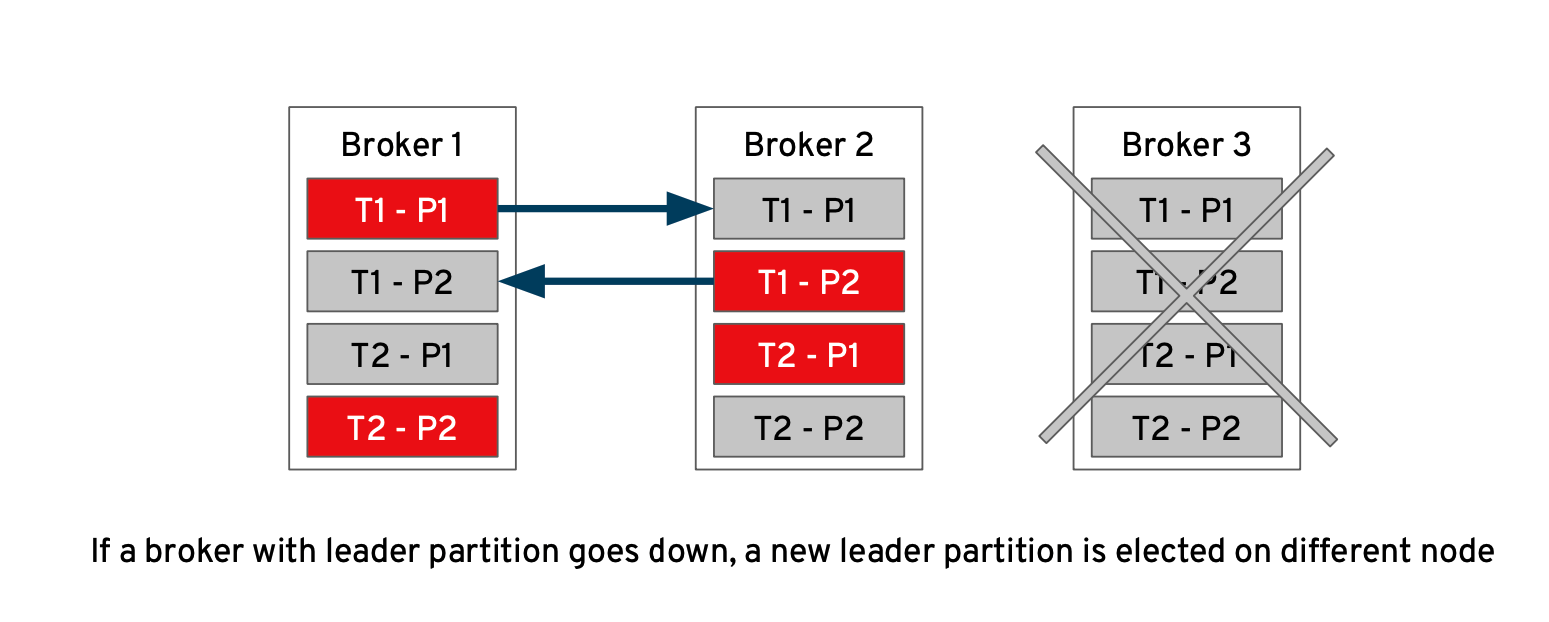 Broker 1
T1 - P1
T1 - P2
T2 - P1
T2 - P2
Broker 2
T1 - P1
T1 - P2
T2 - P1
T2 - P2
Broker 3
T1 - P1
T1 - P2
T2 - P1
T2 - P2
If a broker with leader partition goes down, a new leader partition is elected on different node